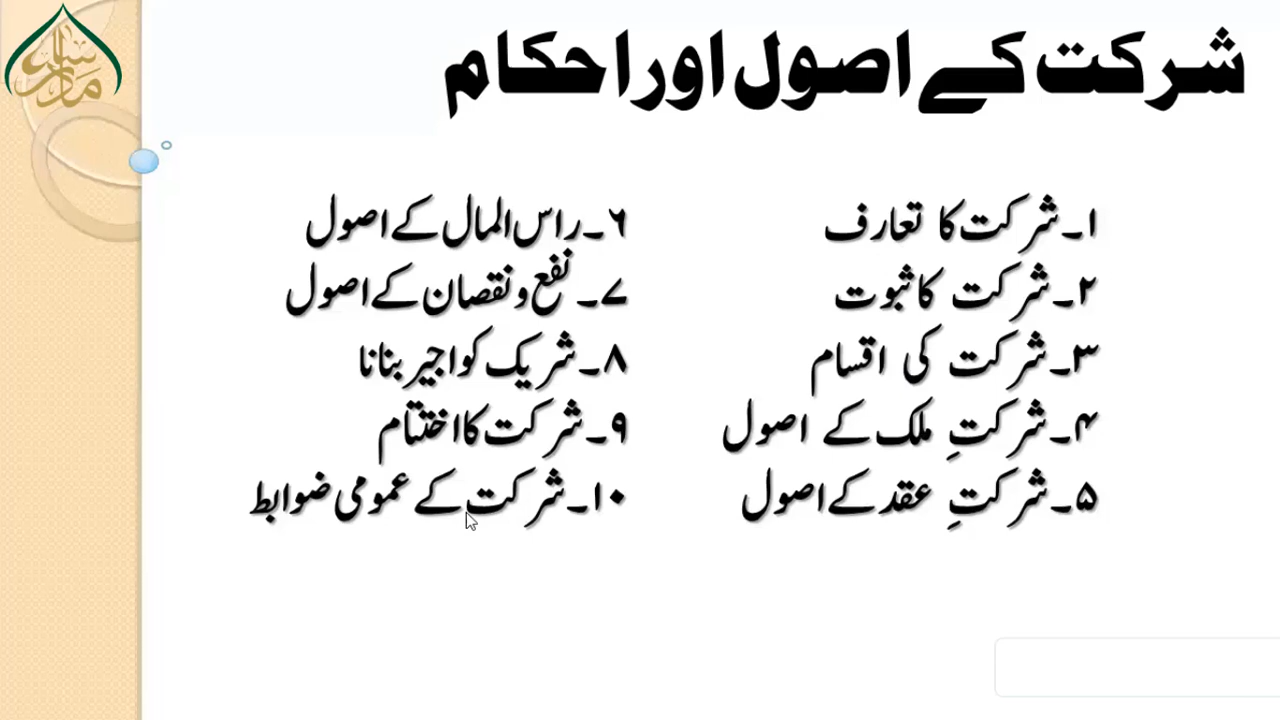 شرکت کے اصول اور احکام
۱۔شرکت کا تعارف
۲۔شرکت کا ثبوت
۳۔شرکت کی اقسام
۴۔شرکتِ ملک کے اصول
۵۔شرکتِ عقد کے اصول
۶۔راس المال کے اصول
۷۔نفع و نقصان کے اصول
۸۔شریک کو اجیر بنانا
۹۔شرکت کا اختتام
۱۰۔شرکت کے عمومی ضوابط